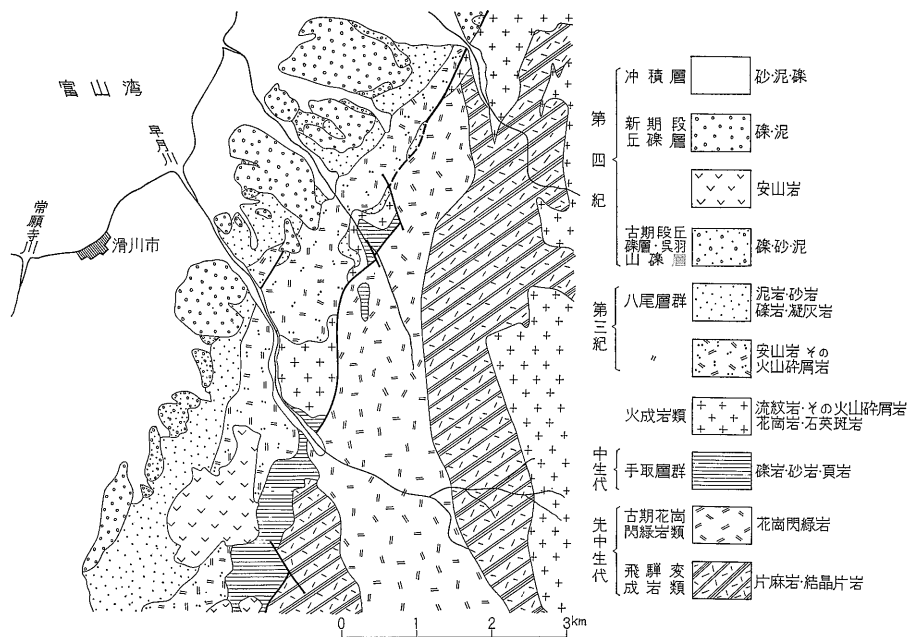 富山湾
早月川
常願寺川
滑川市
第四紀
冲積層
砂・泥・礫
新期段丘礫層
礫・泥
安山岩
古期段丘
礫層・呉羽
山礫層
礫・砂・泥
第三紀
八尾層群
泥岩・砂岩
礫岩・凝灰岩
〃
安山岩 その
火山砕屑岩
火成岩類
流紋岩・その火山砕屑岩
花崗岩・石英斑岩
中生代
手取層群
礫岩・砂岩・頁岩
先中生代
古期花崗
閃綠岩類
花崗閃綠岩
飛騨変
成岩類
片麻岩・結晶片岩
0 1 2 3km